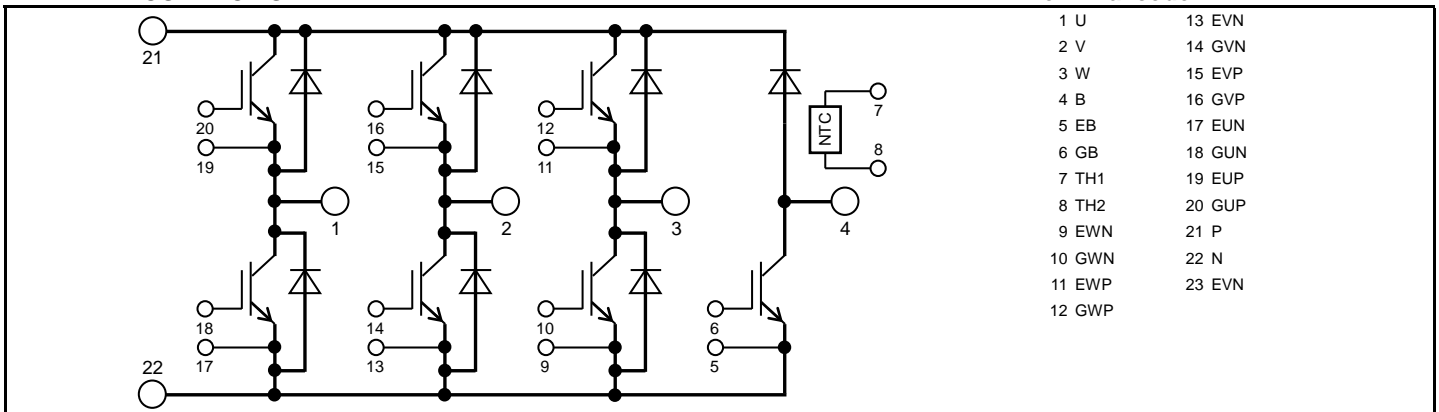 21
20
19
16
15
12
11
NTC
7
8
1
2
3
4
18
17
14
13
10
9
6
5
22
1 U
2 V
3 W
4 B
5 EB
6 GB
7 TH1
8 TH2
9 EWN
10 GWN
11 EWP
12 GWP
13 EVN
14 GVN
15 EVP
16 GVP
17 EUN
18 GUN
19 EUP
20 GUP
21 P
22 N
23 EVN